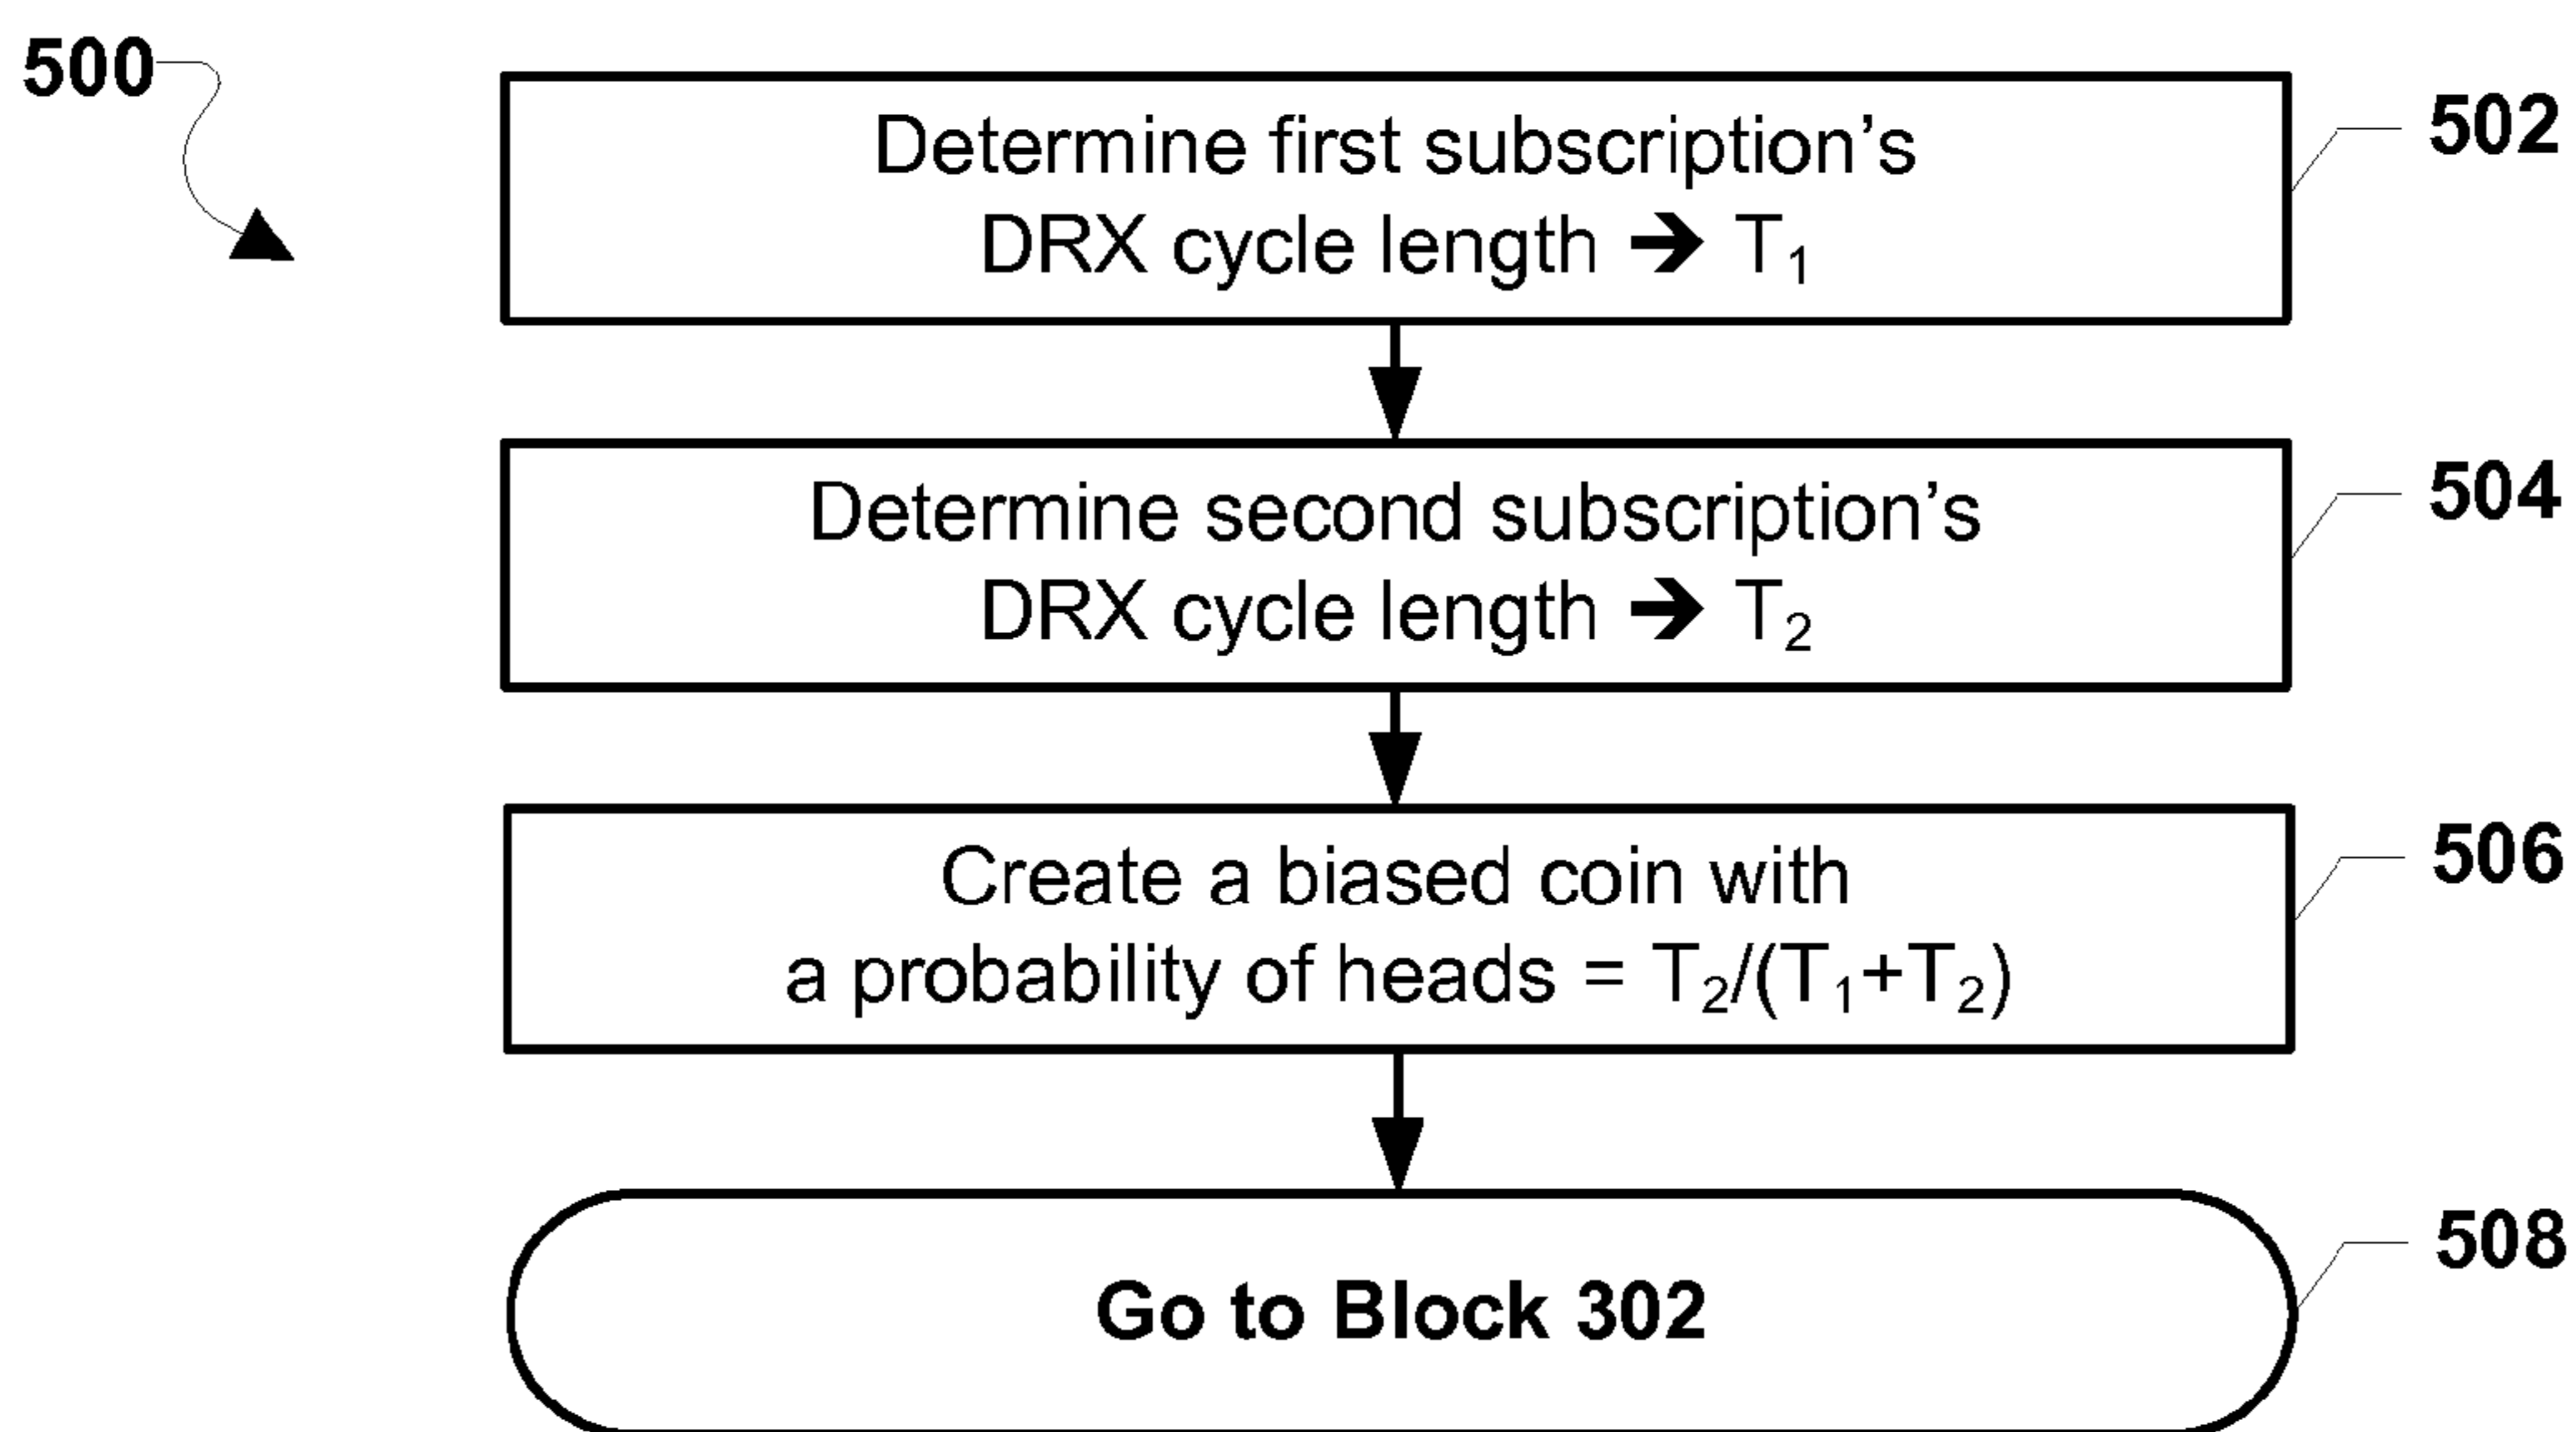 500
Determine first subscription’s
DRX cycle length ➔ T₁
502
Determine second subscription’s
DRX cycle length ➔ T₂
504
Create a biased coin with
a probability of heads = T₂/(T₁+T₂)
506
Go to Block 302
508